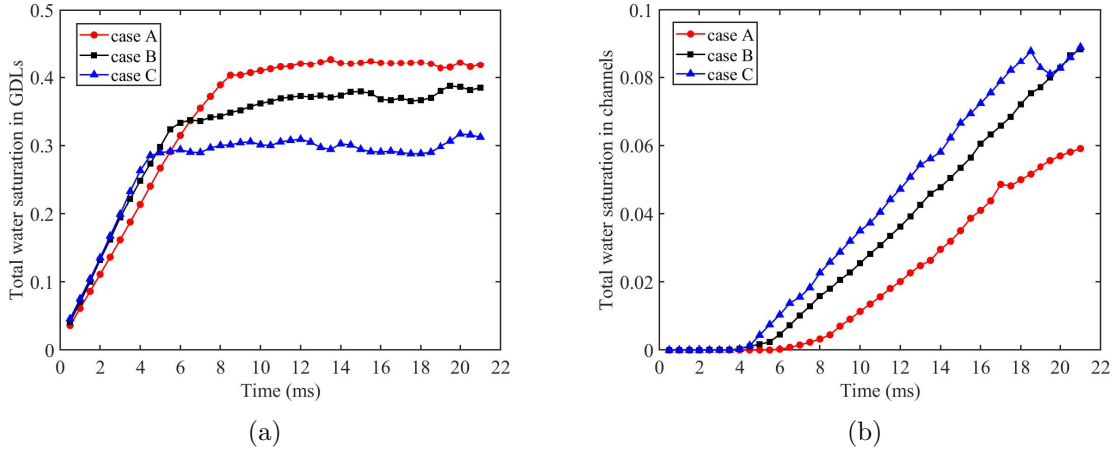 case A
case B
case C
Total water saturation in GDLs
0.5
0.4
0.3
0.2
0.1
0
0 2 4 6 8 10 12 14 16 18 20 22
Time (ms)
(a)
case A
case B
case C
Total water saturation in channels
0.1
0.08
0.06
0.04
0.02
0
0 2 4 6 8 10 12 14 16 18 20 22
Time (ms)
(b)